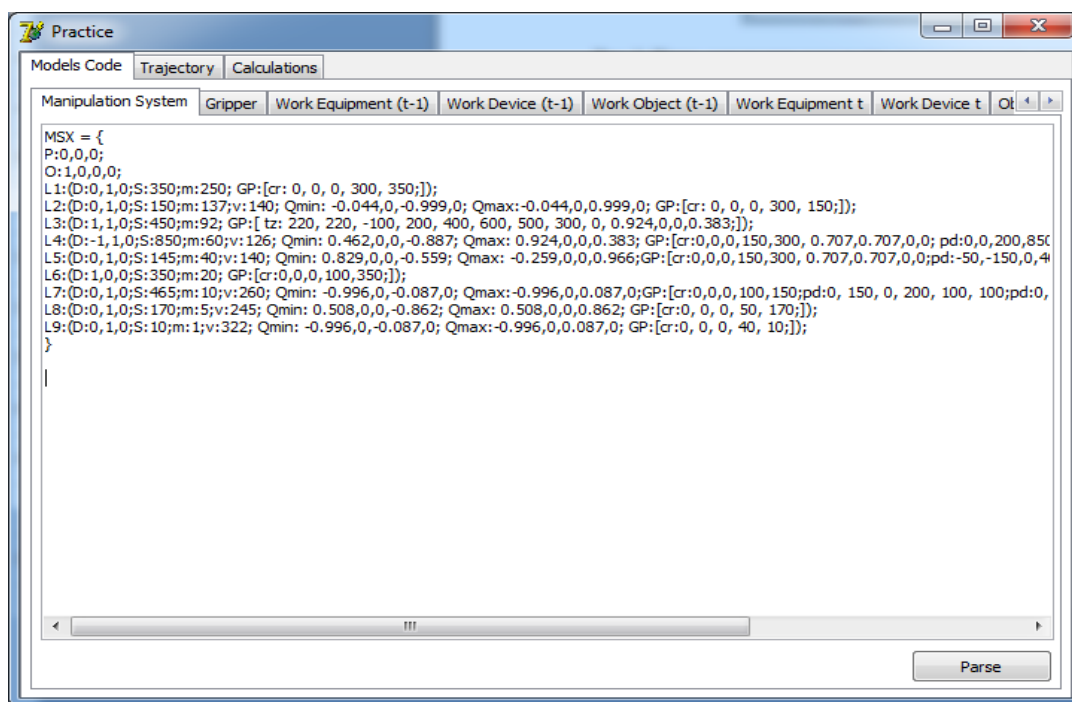 Practice
Models Code Trajectory Calculations
Manipulation System Gripper Work Equipment (t-1) Work Device (t-1) Work Object (t-1) Work Equipment t Work Device t
MSX = {
P:0,0,0;
O:1,0,0,0;
L1:(D:0,1,0;S:350;m:250; GP:[cr: 0, 0, 0, 300, 350;]);
L2:(D:0,1,0;S:150;m:137;v:140; Qmin: -0.044,0,-0.999,0; Qmax:-0.044,0,0.999,0; GP:[cr: 0, 0, 0, 300, 150;]);
L3:(D:1,1,0;S:450;m:92; GP:[ tz: 220, 220, -100, 200, 400, 600, 500, 300, 0, 0.924,0,0,0.383;]);
L4:(D:-1,1,0;S:850;m:60;v:126; Qmin: 0.462,0,0,-0.887; Qmax: 0.924,0,0,0.383; GP:[cr:0,0,0,150,300, 0.707,0.707,0,0; pd:0,0,200,850
L5:(D:0,1,0;S:145;m:40;v:140; Qmin: 0.829,0,0,-0.559; Qmax: -0.259,0,0,0.966;GP:[cr:0,0,0,150,300, 0.707,0.707,0,0;pd:-50,-150,0,4
L6:(D:1,0,0;S:350;m:20; GP:[cr:0,0,0,100,350;]);
L7:(D:0,1,0;S:465;m:10;v:260; Qmin: -0.996,0,-0.087,0; Qmax:-0.996,0,0.087,0;GP:[cr:0,0,0,100,150;pd:0, 150, 0, 200, 100, 100;pd:0,
L8:(D:0,1,0;S:170;m:5;v:245; Qmin: 0.508,0,0,-0.862; Qmax: 0.508,0,0,0.862; GP:[cr:0, 0, 0, 50, 170;]);
L9:(D:0,1,0;S:10;m:1;v:322; Qmin: -0.996,0,-0.087,0; Qmax:-0.996,0,0.087,0; GP:[cr:0, 0, 0, 40, 10;]);
}
Parse